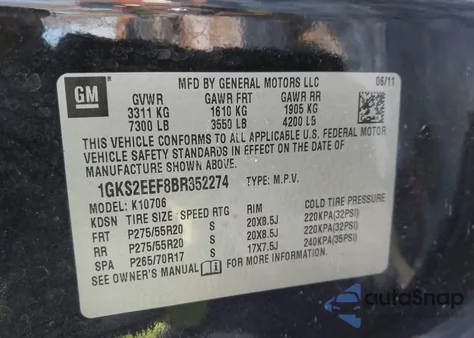 GM
MFD BY GENERAL MOTORS LLC
06/11
GVWR GAWR FRT GAWR RR
3311 KG 1610 KG 1905 KG
7300 LB 3550 LB 4200 LB
THIS VEHICLE CONFORMS TO ALL APPLICABLE U.S. FEDERAL MOTOR
VEHICLE SAFETY STANDARDS IN EFFECT ON THE DATE OF
MANUFACTURE SHOWN ABOVE.
1GKS2EEF8BR352274 TYPE: M.P.V.
MODEL: K10706
KDSN TIRE SIZE SPEED RTG RIM COLD TIRE PRESSURE
FRT P275/55R20 S 20X8.5J 220KPA(32PSI)
RR P275/55R20 S 20X8.5J 220KPA(32PSI)
SPA P265/70R17 S 17X7.5J 240KPA(35PSI)
SEE OWNER'S MANUAL FOR MORE INFORMATION.
autoSnap